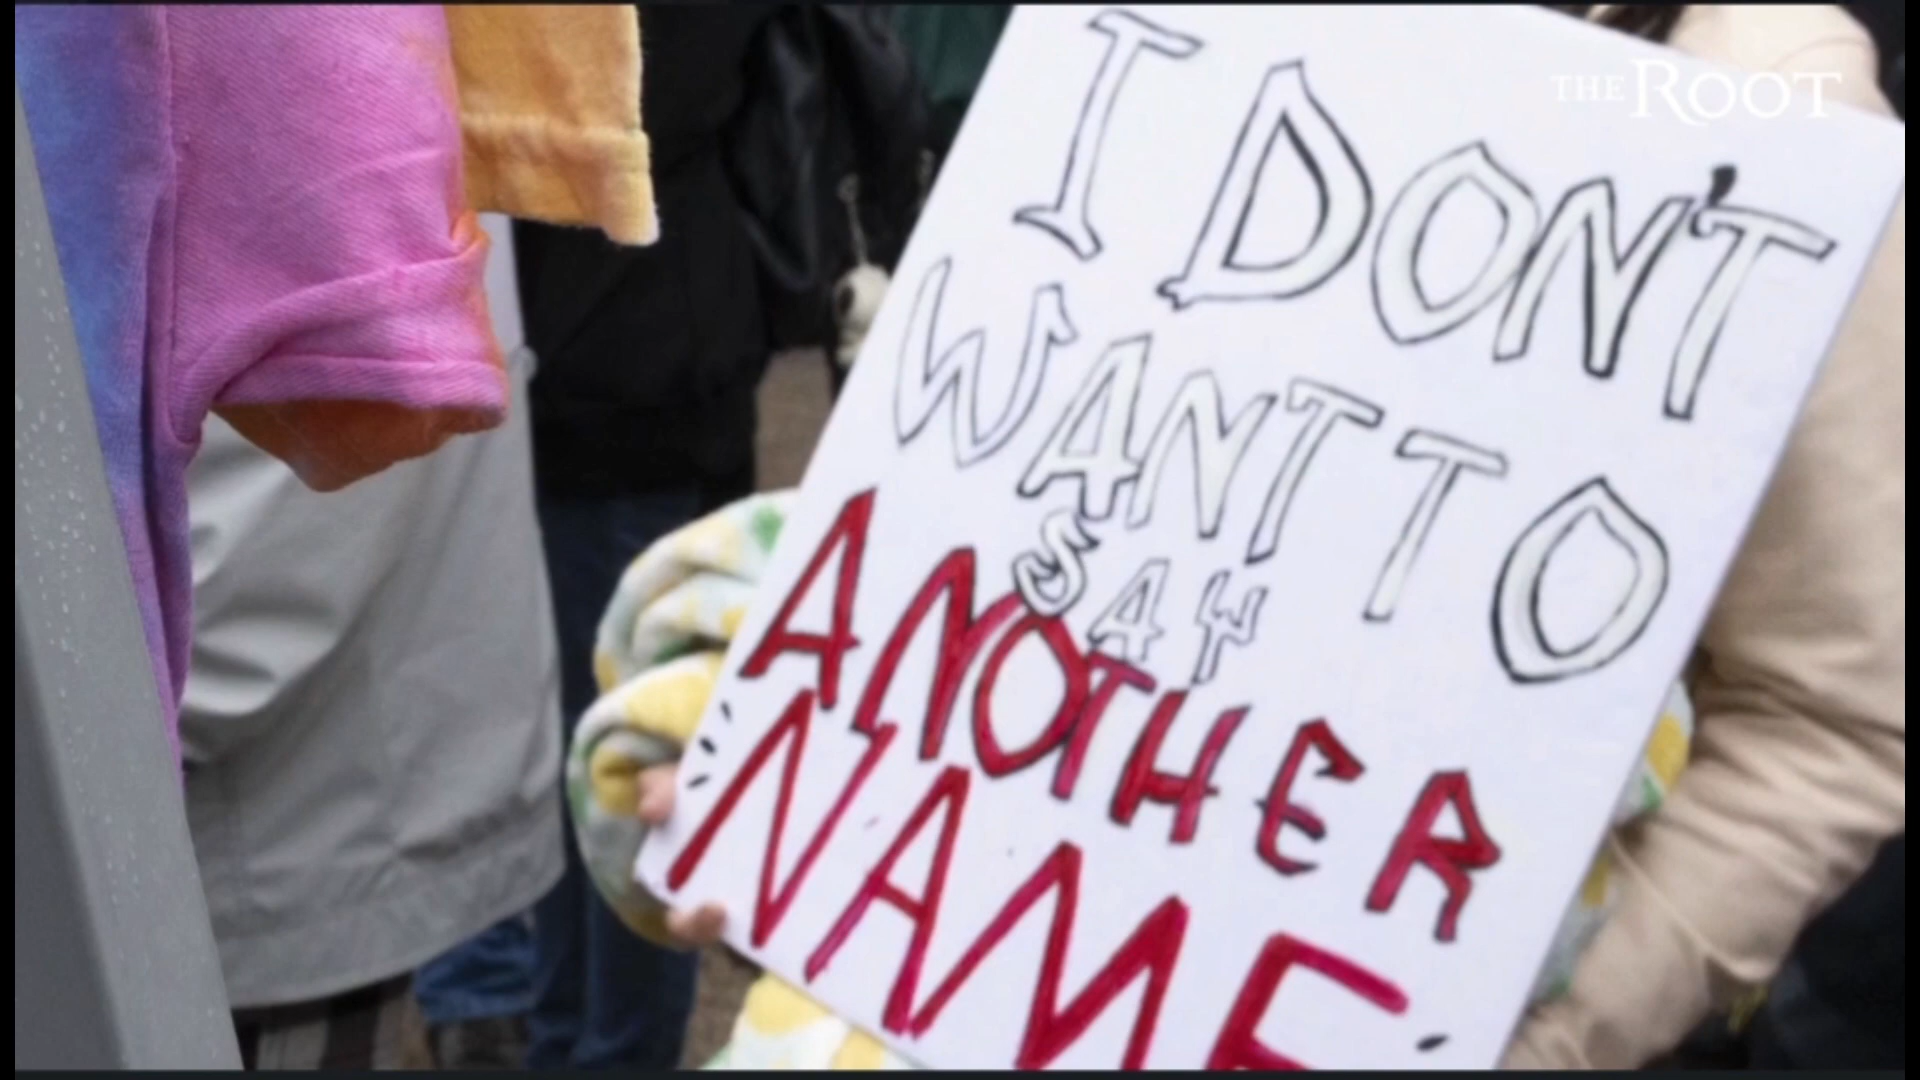 THE ROOT
I DON'T
WANT TO
SAY
ANOTHER
NAME